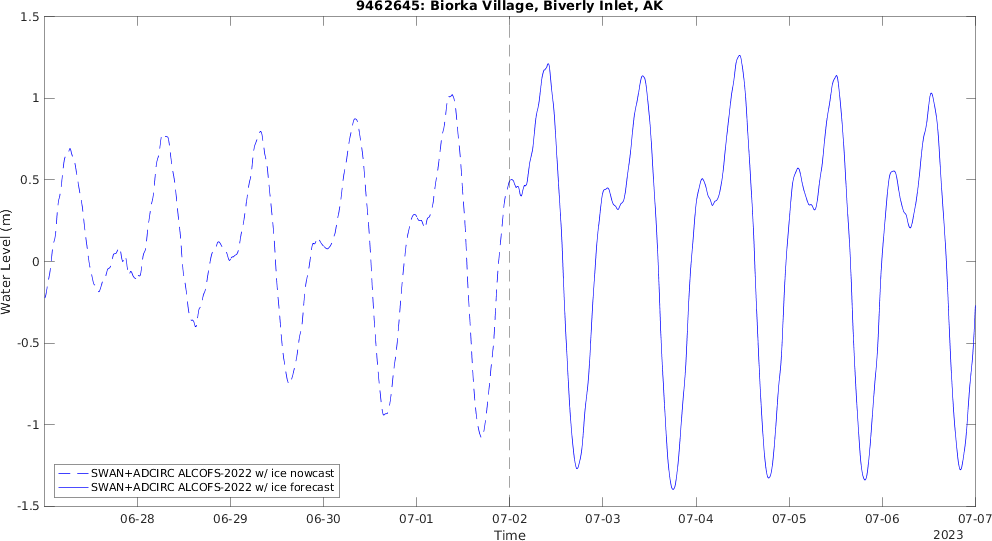 9462645: Biorka Village, Biverly Inlet, AK
1.5
1
0.5
0
-0.5
-1
-1.5
Water Level (m)
SWAN+ADCIRC ALCOFS-2022 w/ ice nowcast
SWAN+ADCIRC ALCOFS-2022 w/ ice forecast
06-28 06-29 06-30 07-01 07-02 07-03 07-04 07-05 07-06 07-07
Time
2023